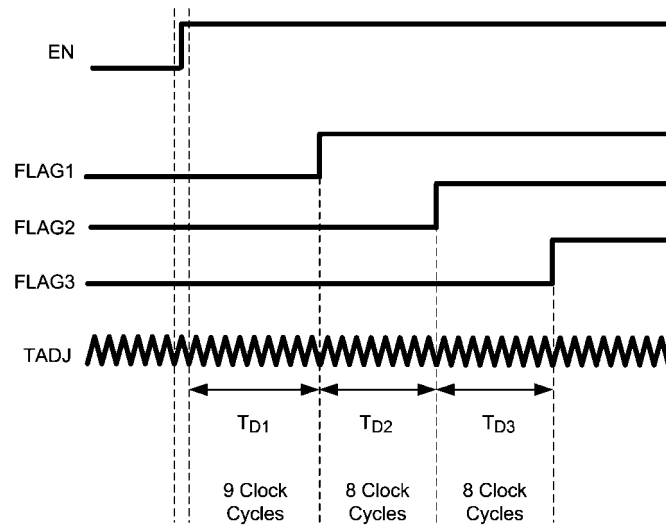 EN
FLAG1
FLAG2
FLAG3
TADJ
TD1 TD2 TD3
9 Clock 8 Clock 8 Clock
Cycles Cycles Cycles